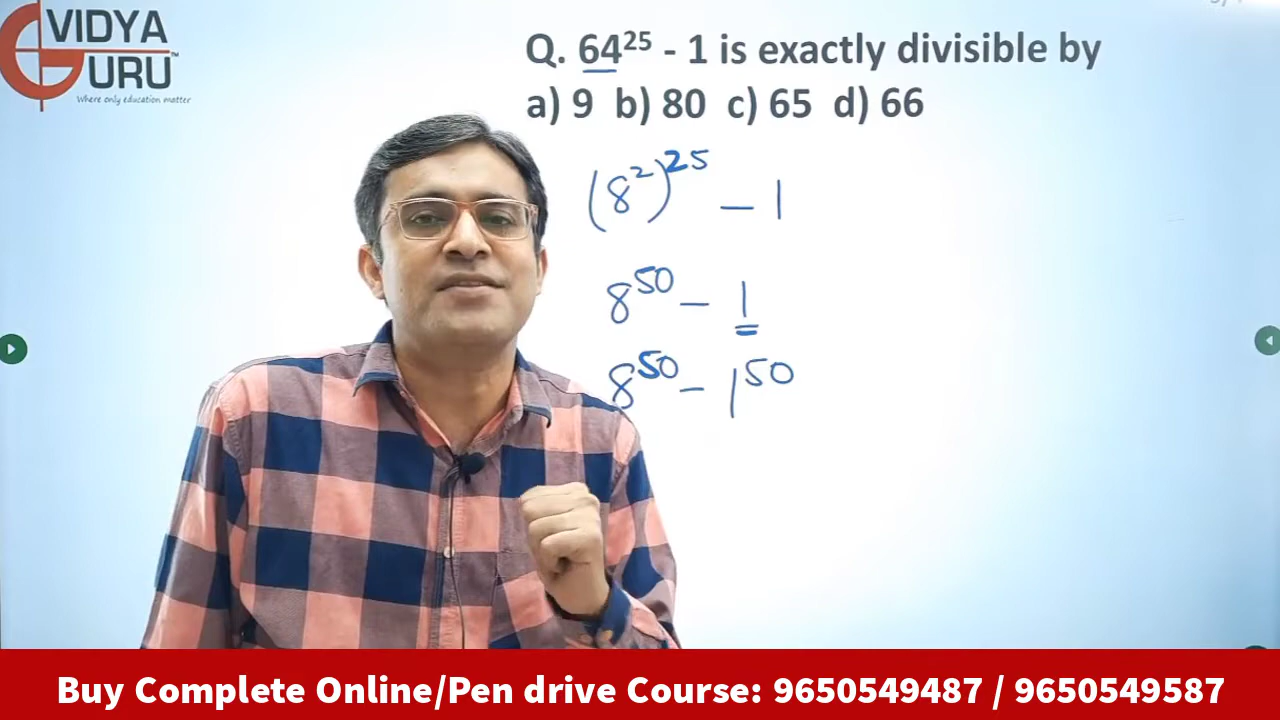 VIDYA
GURU
Where only education matter
Q. 64²⁵ - 1 is exactly divisible by
a) 9 b) 80 c) 65 d) 66
(8²)²⁵ – 1
8⁵⁰ – 1
8⁵⁰ – 1⁵⁰
Buy Complete Online/Pen drive Course: 9650549487 / 9650549587